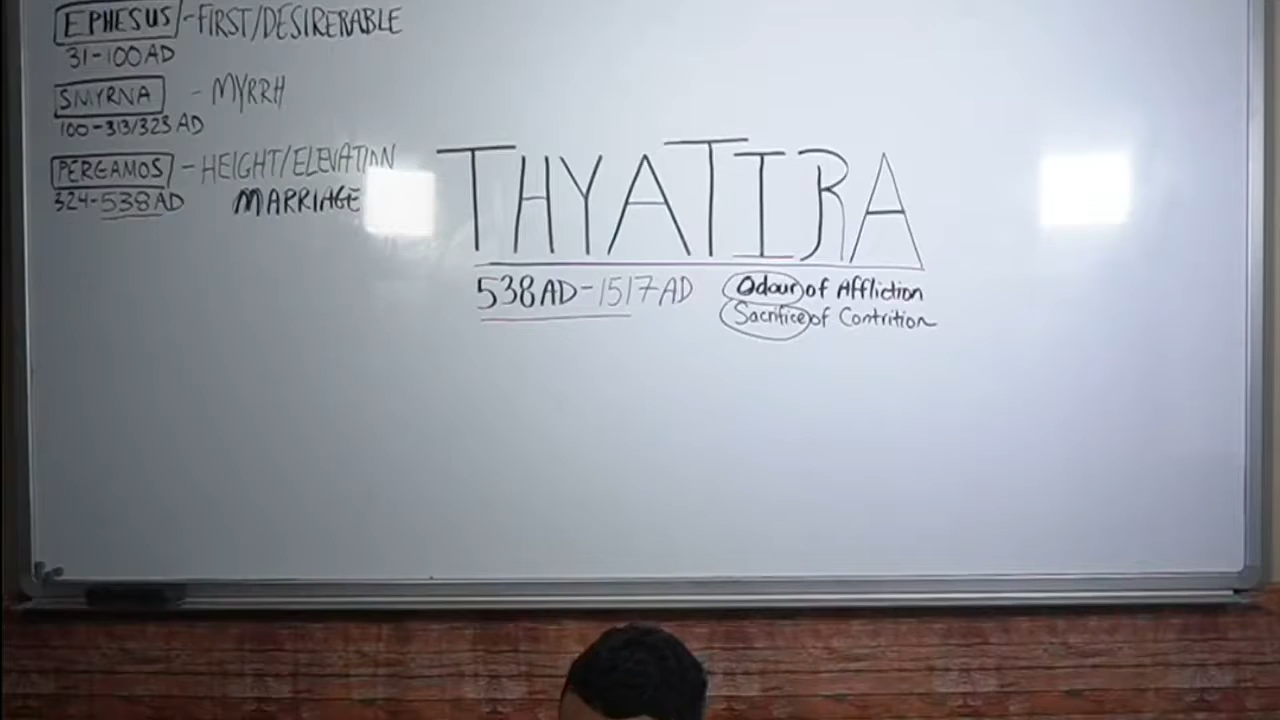 EPHESUS -FIRST/DESIRERABLE
31-100AD
SMYRNA - MYRRH
100-313/323 AD
PERGAMOS - HEIGHT/ELEVATION
324-538AD MARRIAGE
THYATIRA
538AD-1517AD Odour of Affliction
Sacrifice of Contrition